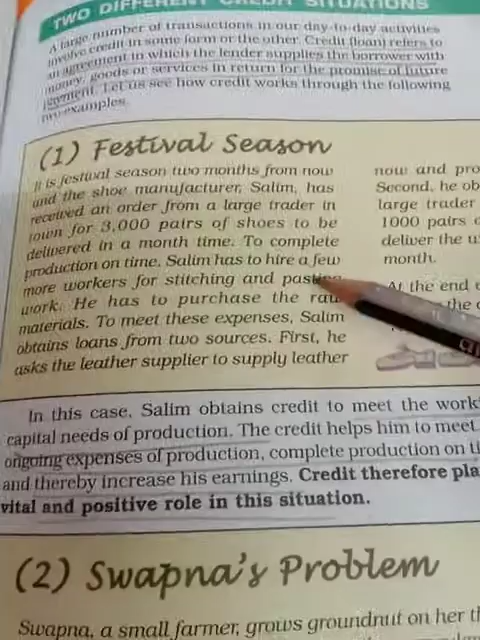 TWO DIFFERENT CREDIT SITUATIONS
A large number of transactions in our day-to-day activities
involve credit in some form or the other. Credit (loan) refers to
an agreement in which the lender supplies the borrower with
money, goods or services in return for the promise of future
payment. Let us see how credit works through the following
two examples.
(1) Festival Season
It is festival season two months from now
and the shoe manufacturer, Salim, has
received an order from a large trader in
town for 3,000 pairs of shoes to be
delivered in a month time. To complete
production on time, Salim has to hire a few
more workers for stitching and pasting
work. He has to purchase the raw
materials. To meet these expenses, Salim
obtains loans from two sources. First, he
asks the leather supplier to supply leather
now and pro
Second, he ob
large trader
1000 pairs o
deliver the
month.
At the end
the
In this case, Salim obtains credit to meet the work
capital needs of production. The credit helps him to meet
ongoing expenses of production, complete production on ti
and thereby increase his earnings. Credit therefore pla
vital and positive role in this situation.
(2) Swapna's Problem
Swapna, a small farmer, grows groundnut on her th